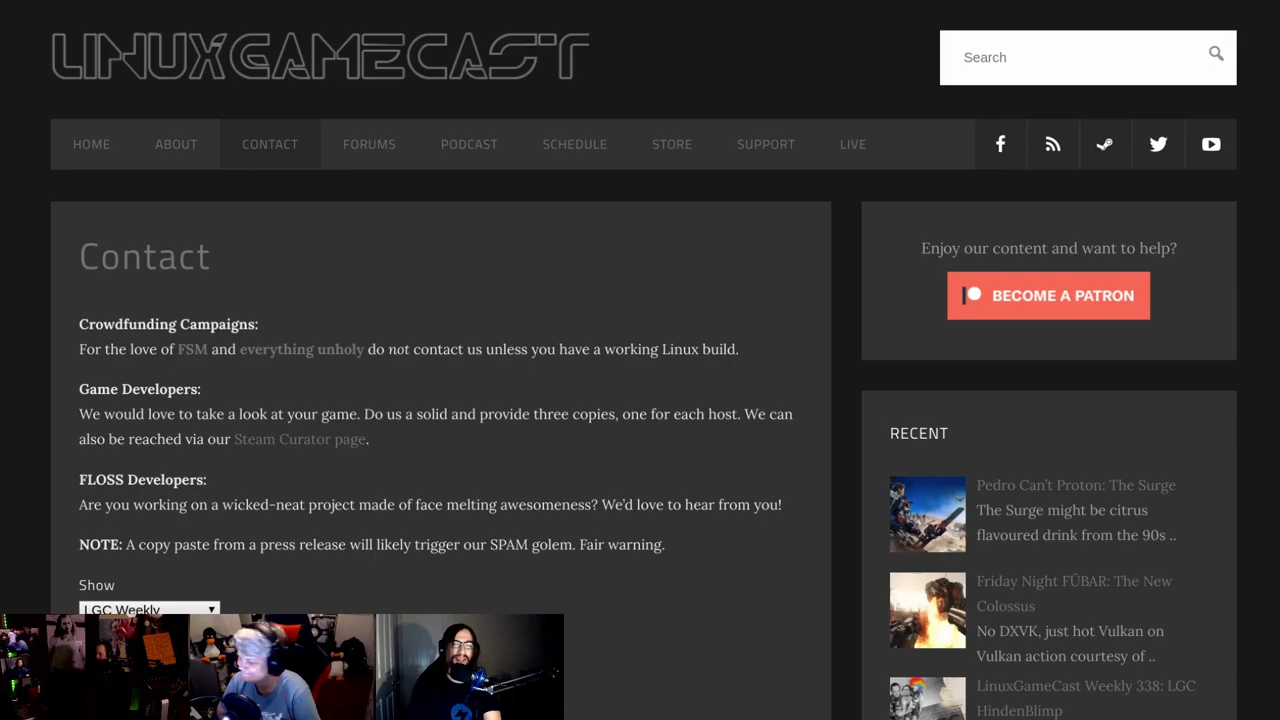 LINUXGAMECAST
Search
HOME
ABOUT
CONTACT
FORUMS
PODCAST
SCHEDULE
STORE
SUPPORT
LIVE
Contact
Crowdfunding Campaigns:
For the love of FSM and everything unholy do not contact us unless you have a working Linux build.
Game Developers:
We would love to take a look at your game. Do us a solid and provide three copies, one for each host. We can
also be reached via our Steam Curator page.
FLOSS Developers:
Are you working on a wicked-neat project made of face melting awesomeness? We'd love to hear from you!
NOTE: A copy paste from a press release will likely trigger our SPAM golem. Fair warning.
Show
LGC Weekly
Enjoy our content and want to help?
BECOME A PATRON
RECENT
Pedro Can't Proton: The Surge
The Surge might be citrus
flavoured drink from the 90s ..
Friday Night FÜBAR: The New
Colossus
No DXVK, just hot Vulkan on
Vulkan action courtesy of ..
LinuxGameCast Weekly 338: LGC
HindenBlimp